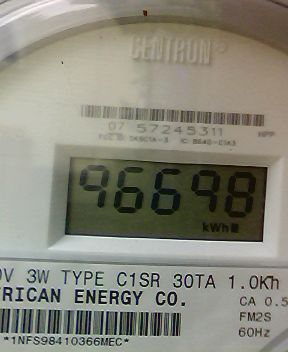 CENTRON®
07 57245311
96698
kWh
0V 3W TYPE C1SR 30TA 1.0Kh
RICAN ENERGY CO.
CA 0.5
FM2S
60Hz
*1NFS98410366MEC*